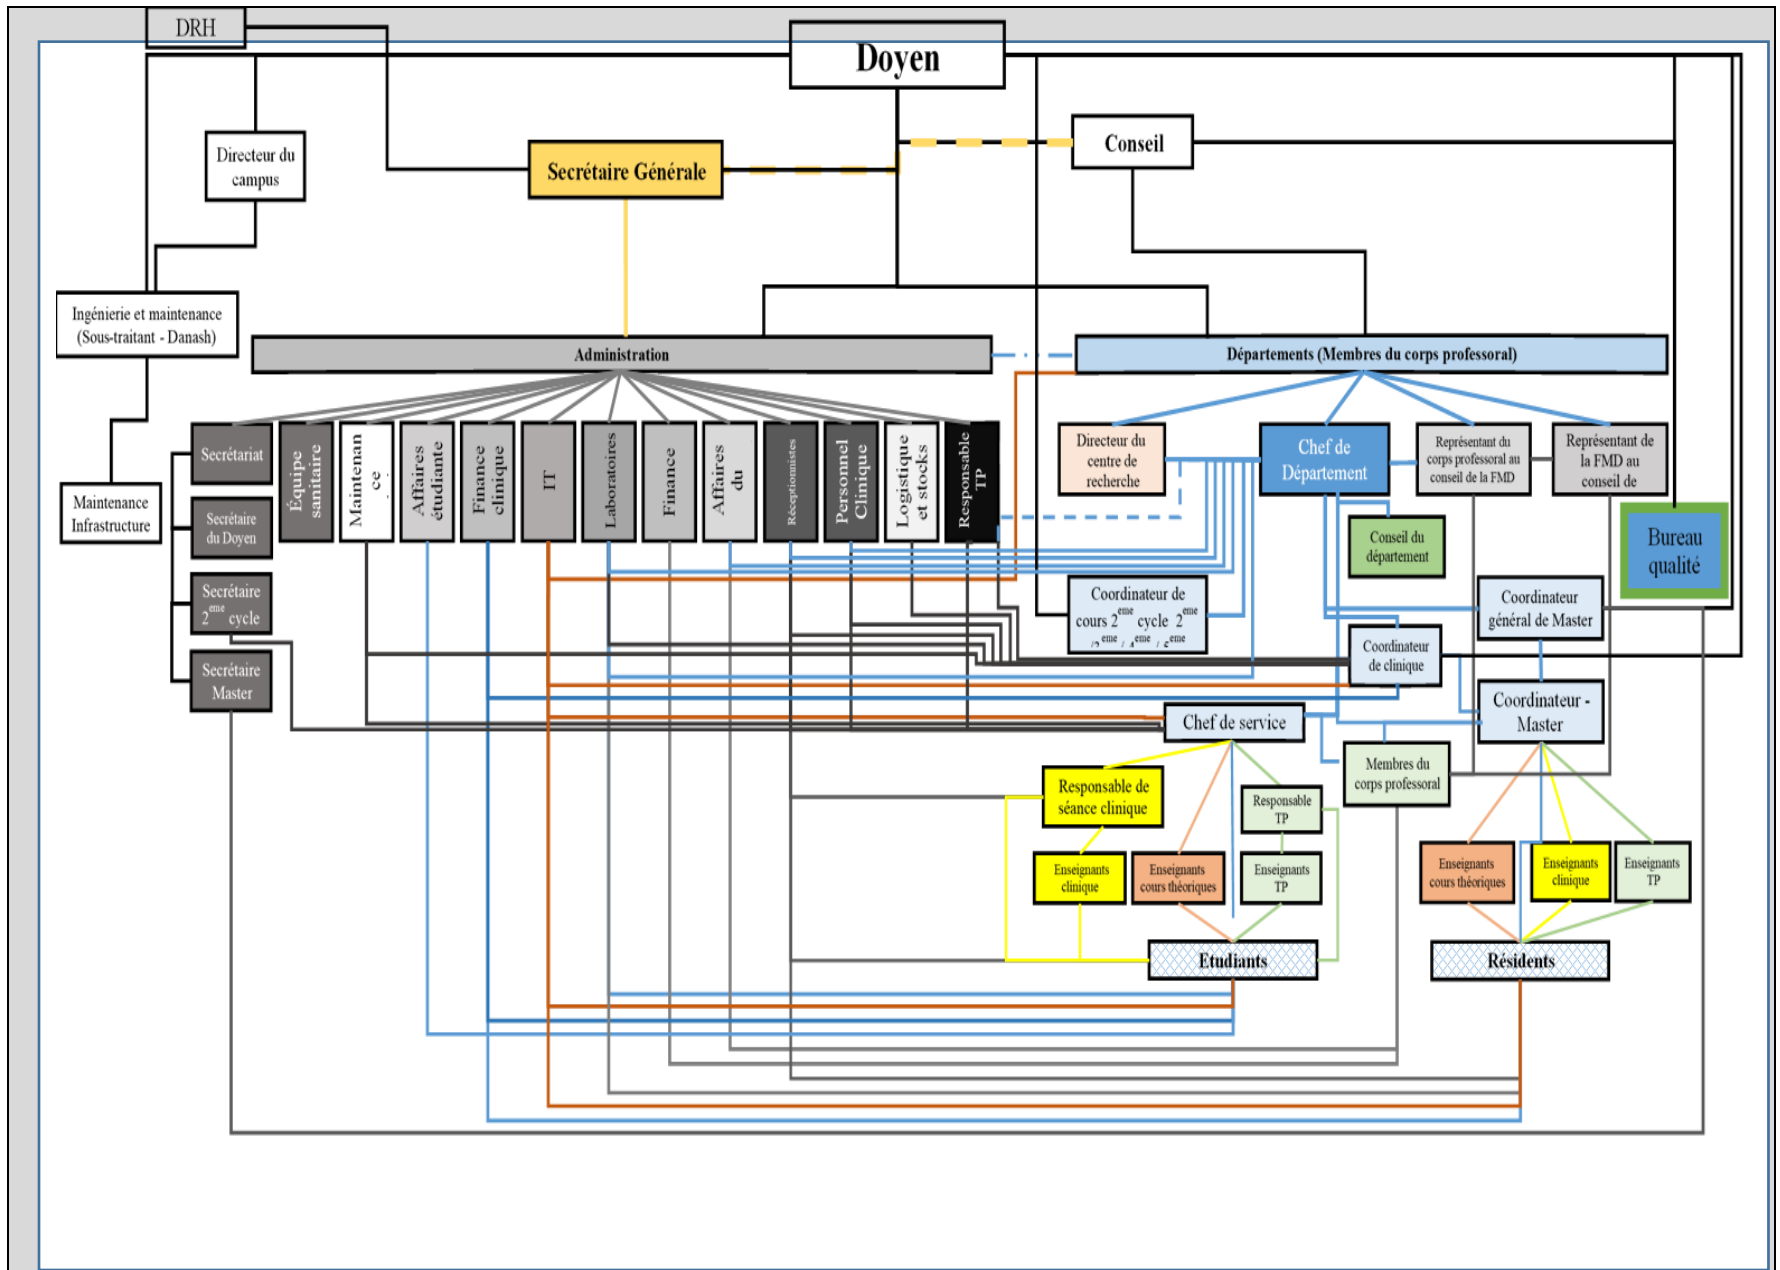 DRH
Doyen
Conseil
Directeur du
campus
Secrétaire Générale
Ingénierie et maintenance
(Sous-traitant - Danash)
Administration
Départements (Membres du corps professoral)
Secrétariat
Équipe
sanitaire
Maintenan
ce
Affaires
étudiante
Finance
clinique
IT
Laboratoires
Finance
Affaires
du
Réceptionnistes
Personnel
Clinique
Logistique
et stocks
Responsable
TP
Directeur du
centre de
recherche
Chef de
Département
Représentant du
corps professoral au
conseil de la FMD
Représentant de
la FMD au
conseil de
Maintenance
Infrastructure
Secrétaire
du Doyen
Conseil du
département
Bureau
qualité
Secrétaire
2eme cycle
Coordinateur de
cours 2eme cycle 2eme
/3eme / 4eme / 5eme
Coordinateur
général de Master
Coordinateur
de clinique
Secrétaire
Master
Coordinateur -
Master
Chef de service
Membres du
corps professoral
Responsable de
séance clinique
Responsable
TP
Enseignants
clinique
Enseignants
cours théoriques
Enseignants
TP
Enseignants
cours théoriques
Enseignants
clinique
Enseignants
TP
Etudiants
Résidents